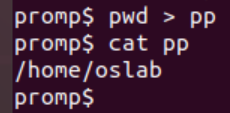 promp$ pwd > pp
promp$ cat pp
/home/oslab
promp$